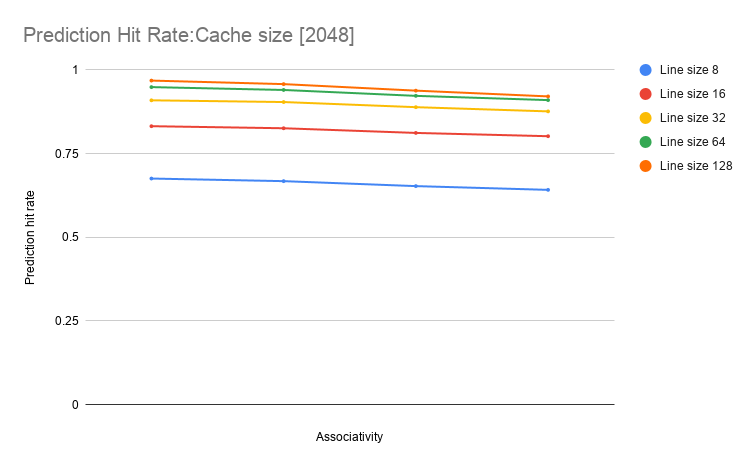 Prediction Hit Rate:Cache size [2048]
1
0.75
0.5
0.25
0
Prediction hit rate
Associativity
Line size 8
Line size 16
Line size 32
Line size 64
Line size 128